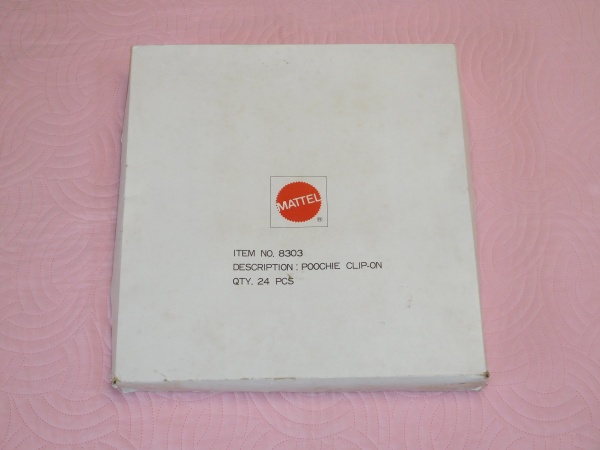 MATTEL
®
ITEM NO. 8303
DESCRIPTION: POOCHIE CLIP-ON
QTY. 24 PCS